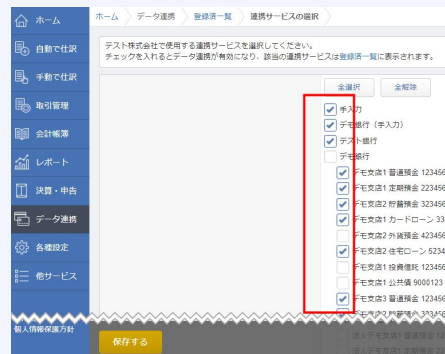 ホーム
自動で仕訳
手動で仕訳
取引管理
会計帳簿
レポート
決算・申告
データ連携
各種設定
他サービス
個人情報保護方針
ホーム データ連携 登録済一覧 連携サービスの選択
テスト株式会社で使用する連携サービスを選択してください。
チェックを入れるとデータ連携が有効になり、該当の連携サービスは登録済一覧に表示されます。
全選択 全解除
手入力
デモ銀行（手入力）
テスト銀行
デモ銀行
デモ支店1 普通預金 123456
デモ支店1 定期預金 223456
デモ支店2 貯蓄預金 323456
デモ支店1 カードローン 33
デモ支店2 外貨預金 423456
デモ支店2 住宅ローン 5234
デモ支店1 投資信託 123456
デモ支店1 公共債 9000123
デモ支店3 普通預金 123456
保存する